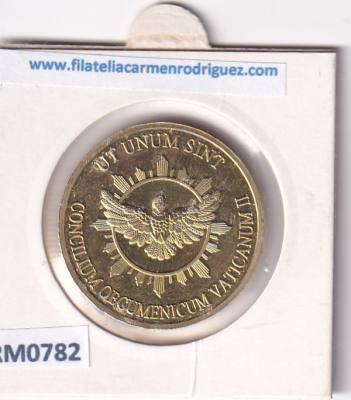 www.filateliacarmenrodriguez.com
UT UNUM SINT
CONCILIUM OECUMENICUM VATICANUM II
RM0782